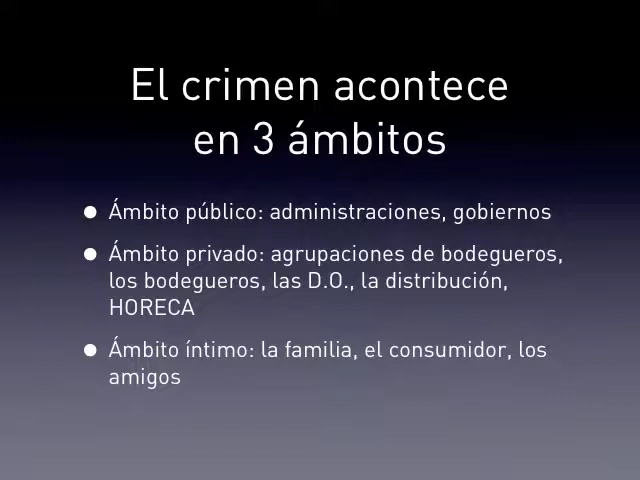 El crimen acontece
en 3 ámbitos
• Ámbito público: administraciones, gobiernos
• Ámbito privado: agrupaciones de bodegueros,
los bodegueros, las D.O., la distribución,
HORECA
• Ámbito íntimo: la familia, el consumidor, los
amigos